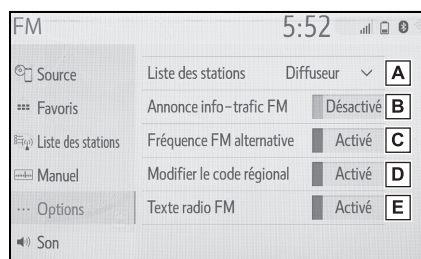 FM 5:52
Source
Favoris
Liste des stations
Manuel
Options
Son
Liste des stations Diffuseur A
Annonce info-trafic FM Désactivé B
Fréquence FM alternative Activé C
Modifier le code régional Activé D
Texte radio FM Activé E